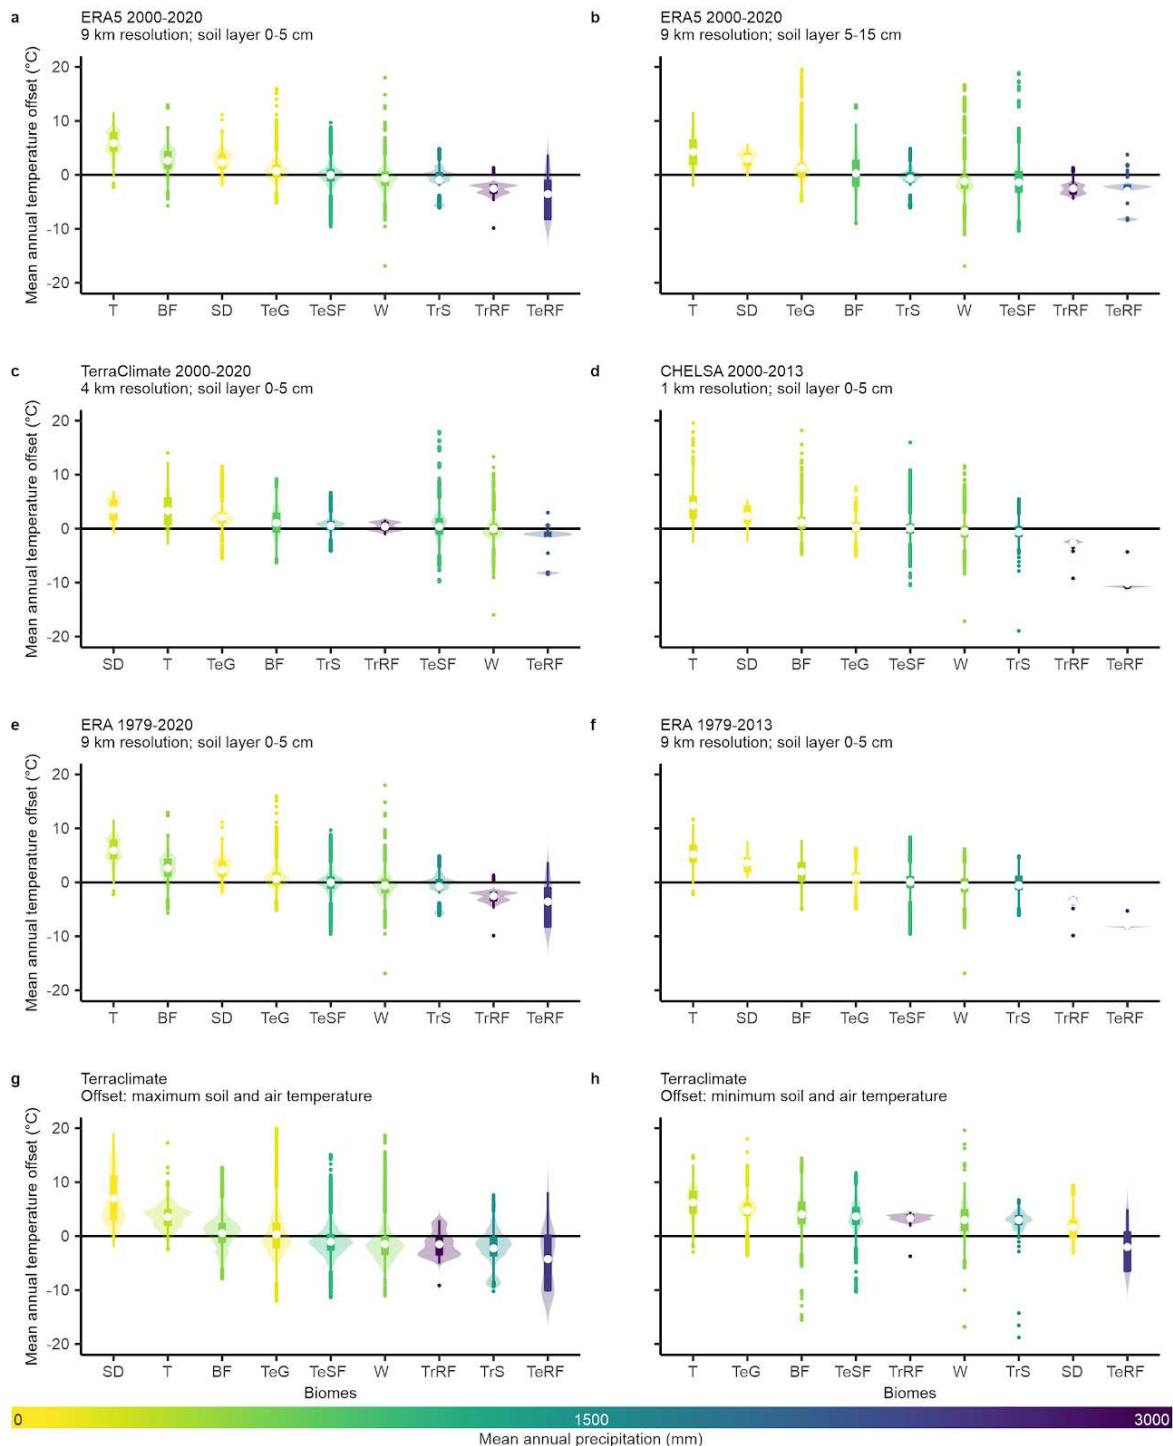 a
ERA5 2000-2020
9 km resolution; soil layer 0-5 cm
Mean annual temperature offset (°C)
20
10
0
-10
-20
T BF SD TeG TeSF W TrS TrRF TeRF
b
ERA5 2000-2020
9 km resolution; soil layer 5-15 cm
T SD TeG BF TrS W TeSF TrRF TeRF
c
TerraClimate 2000-2020
4 km resolution; soil layer 0-5 cm
Mean annual temperature offset (°C)
20
10
0
-10
-20
SD T TeG BF TrS TrRF TeSF W TeRF
d
CHELSA 2000-2013
1 km resolution; soil layer 0-5 cm
T SD BF TeG TeSF W TrS TrRF TeRF
e
ERA 1979-2020
9 km resolution; soil layer 0-5 cm
Mean annual temperature offset (°C)
20
10
0
-10
-20
T BF SD TeG TeSF W TrS TrRF TeRF
f
ERA 1979-2013
9 km resolution; soil layer 0-5 cm
T SD BF TeG TeSF W TrS TrRF TeRF
g
Terraclimate
Offset: maximum soil and air temperature
Mean annual temperature offset (°C)
20
10
0
-10
-20
SD T BF TeG TeSF W TrRF TrS TeRF
Biomes
h
Terraclimate
Offset: minimum soil and air temperature
T TeG BF TeSF TrRF W TrS SD TeRF
Biomes
0 1500 3000
Mean annual precipitation (mm)